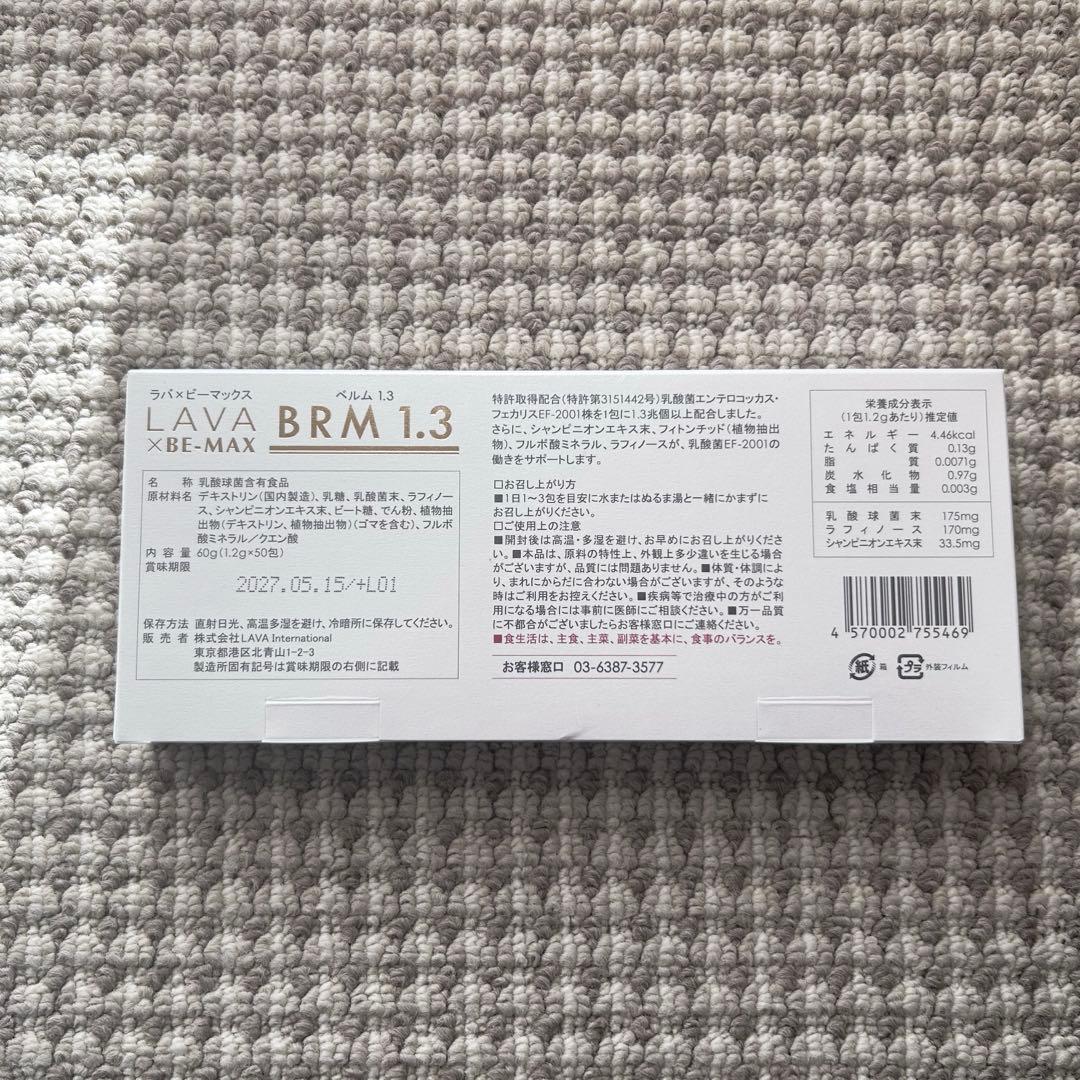 ラバ×ビーマックス
ベルム 1.3
LAVA
×BE-MAX
BRM 1.3
名　　称 乳酸球菌含有食品
原材料名 デキストリン(国内製造)、乳糖、乳酸菌末、ラフィノー
ス、シャンピニオンエキス末、ビート糖、でん粉、植物抽
出物(デキストリン、植物抽出物)(ゴマを含む)、フルボ
酸ミネラル／クエン酸
内 容 量 60g(1.2g×50包)
賞味期限
2027.05.15/+L01
保存方法 直射日光、高温多湿を避け、冷暗所に保存してください。
販 売 者 株式会社LAVA International
東京都港区北青山1-2-3
製造所固有記号は賞味期限の右側に記載
特許取得配合(特許第3151442号)乳酸菌エンテロコッカス・
フェカリスEF-2001株を1包に1.3兆個以上配合しました。
さらに、シャンピニオンエキス末、フィトンチッド(植物抽出
物)、フルボ酸ミネラル、ラフィノースが、乳酸菌EF-2001の
働きをサポートします。
□お召し上がり方
■1日1〜3包を目安に水またはぬるま湯と一緒にかまずに
お召し上がりください。
□ご使用上の注意
■開封後は高温・多湿を避け、お早めにお召し上がりくださ
い。■本品は、原料の特性上、外観上多少違いを生じる場合
がございますが、品質には問題ありません。■体質・体調によ
り、まれにからだに合わない場合がございますが、そのような
時はご利用をお控えください。■疾病等で治療中の方がご利
用になる場合には事前に医師にご相談ください。■万一品質
に不都合がございましたらお客様窓口にご連絡ください。
■食生活は、主食、主菜、副菜を基本に、食事のバランスを。
お客様窓口 03-6387-3577
栄養成分表示
(1包1.2gあたり)推定値
エネルギー 4.46kcal
たんぱく質 0.13g
脂質 0.0071g
炭水化物 0.97g
食塩相当量 0.003g
乳酸球菌末 175mg
ラフィノース 170mg
シャンピニオンエキス末 33.5mg
4 570002 755469
紙 箱 プラ 外装フィルム